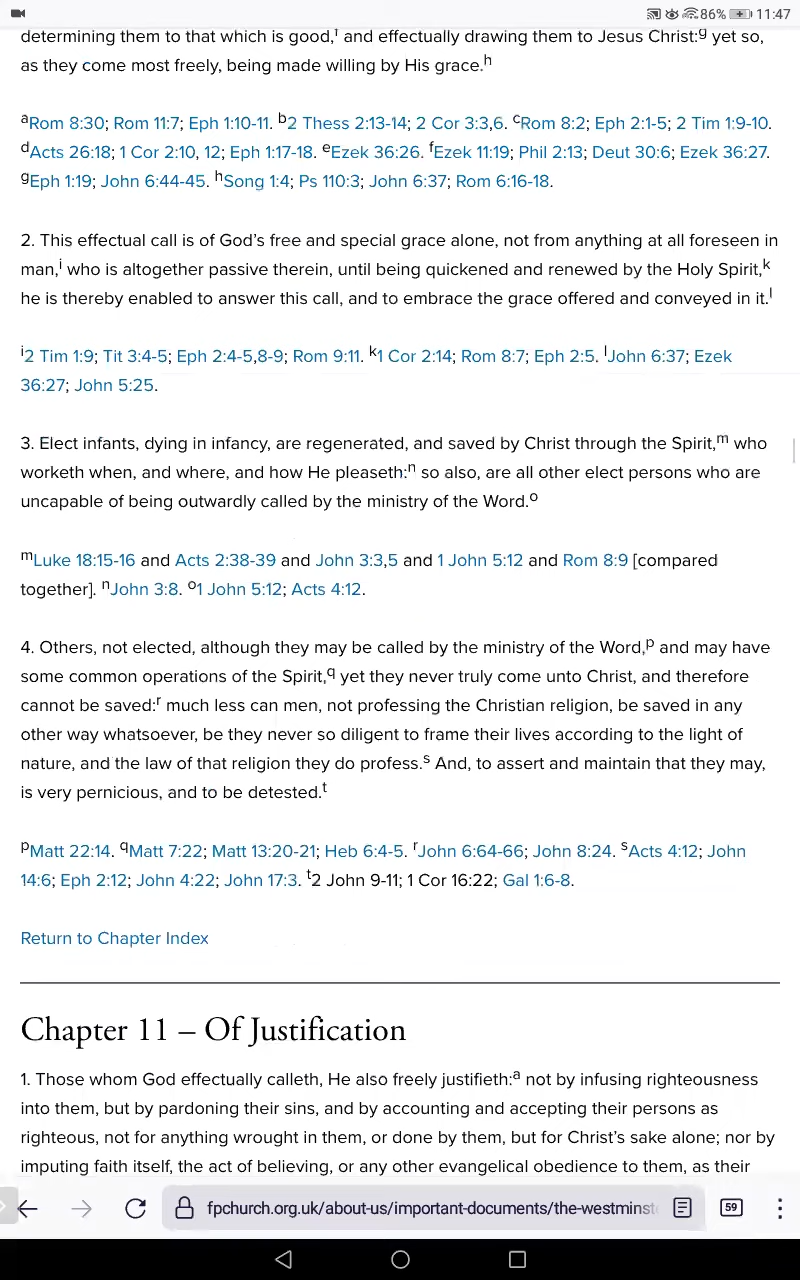 86% 11:47
determining them to that which is good,f and effectually drawing them to Jesus Christ:g yet so,
as they come most freely, being made willing by His grace.h
aRom 8:30; Rom 11:7; Eph 1:10-11. b2 Thess 2:13-14; 2 Cor 3:3,6. cRom 8:2; Eph 2:1-5; 2 Tim 1:9-10.
dActs 26:18; 1 Cor 2:10, 12; Eph 1:17-18. eEzek 36:26. fEzek 11:19; Phil 2:13; Deut 30:6; Ezek 36:27.
gEph 1:19; John 6:44-45. hSong 1:4; Ps 110:3; John 6:37; Rom 6:16-18.
2. This effectual call is of God’s free and special grace alone, not from anything at all foreseen in
man,i who is altogether passive therein, until being quickened and renewed by the Holy Spirit,k
he is thereby enabled to answer this call, and to embrace the grace offered and conveyed in it.l
i2 Tim 1:9; Tit 3:4-5; Eph 2:4-5,8-9; Rom 9:11. k1 Cor 2:14; Rom 8:7; Eph 2:5. lJohn 6:37; Ezek
36:27; John 5:25.
3. Elect infants, dying in infancy, are regenerated, and saved by Christ through the Spirit,m who
worketh when, and where, and how He pleaseth:n so also, are all other elect persons who are
uncapable of being outwardly called by the ministry of the Word.o
mLuke 18:15-16 and Acts 2:38-39 and John 3:3,5 and 1 John 5:12 and Rom 8:9 [compared
together]. nJohn 3:8. o1 John 5:12; Acts 4:12.
4. Others, not elected, although they may be called by the ministry of the Word,p and may have
some common operations of the Spirit,q yet they never truly come unto Christ, and therefore
cannot be saved:r much less can men, not professing the Christian religion, be saved in any
other way whatsoever, be they never so diligent to frame their lives according to the light of
nature, and the law of that religion they do profess.s And, to assert and maintain that they may,
is very pernicious, and to be detested.t
pMatt 22:14. qMatt 7:22; Matt 13:20-21; Heb 6:4-5. rJohn 6:64-66; John 8:24. sActs 4:12; John
14:6; Eph 2:12; John 4:22; John 17:3. t2 John 9-11; 1 Cor 16:22; Gal 1:6-8.
Return to Chapter Index
Chapter 11 – Of Justification
1. Those whom God effectually calleth, He also freely justifieth:a not by infusing righteousness
into them, but by pardoning their sins, and by accounting and accepting their persons as
righteous, not for anything wrought in them, or done by them, but for Christ’s sake alone; nor by
imputing faith itself, the act of believing, or any other evangelical obedience to them, as their
fpchurch.org.uk/about-us/important-documents/the-westminst 59